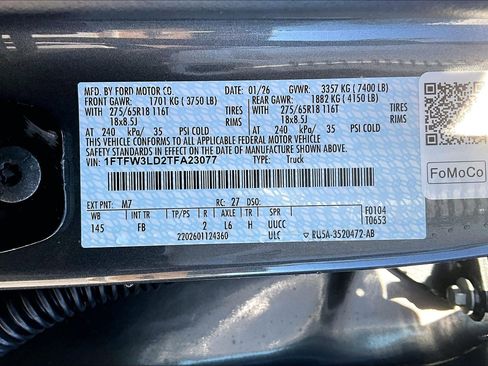 MFD. BY FORD MOTOR CO. DATE: 01/26 GVWR: 3357 KG ( 7400 LB)
FRONT GAWR: 1701 KG ( 3750 LB) REAR GAWR: 1882 KG ( 4150 LB)
275/65R18 116T TIRES 275/65R18 116T TIRES
18x8.5J RIMS 18x8.5J RIMS
AT 240 kPa/ 35 PSI COLD AT 240 kPa/ 35 PSI COLD
THIS VEHICLE CONFORMS TO ALL APPLICABLE FEDERAL MOTOR VEHICLE
SAFETY STANDARDS IN EFFECT ON THE DATE OF MANUFACTURE SHOWN ABOVE.
VIN: 1FTFW3LD2TFA23077 TYPE: Truck
EXT PNT: M7 RC: 27 DSO:
WB INT TR TP/PS R AXLE TR SPR F0104
145 FB 2 L6 H UUCC T0653
2202601124360 ULC RU5A-3520472-AB
FoMoCo